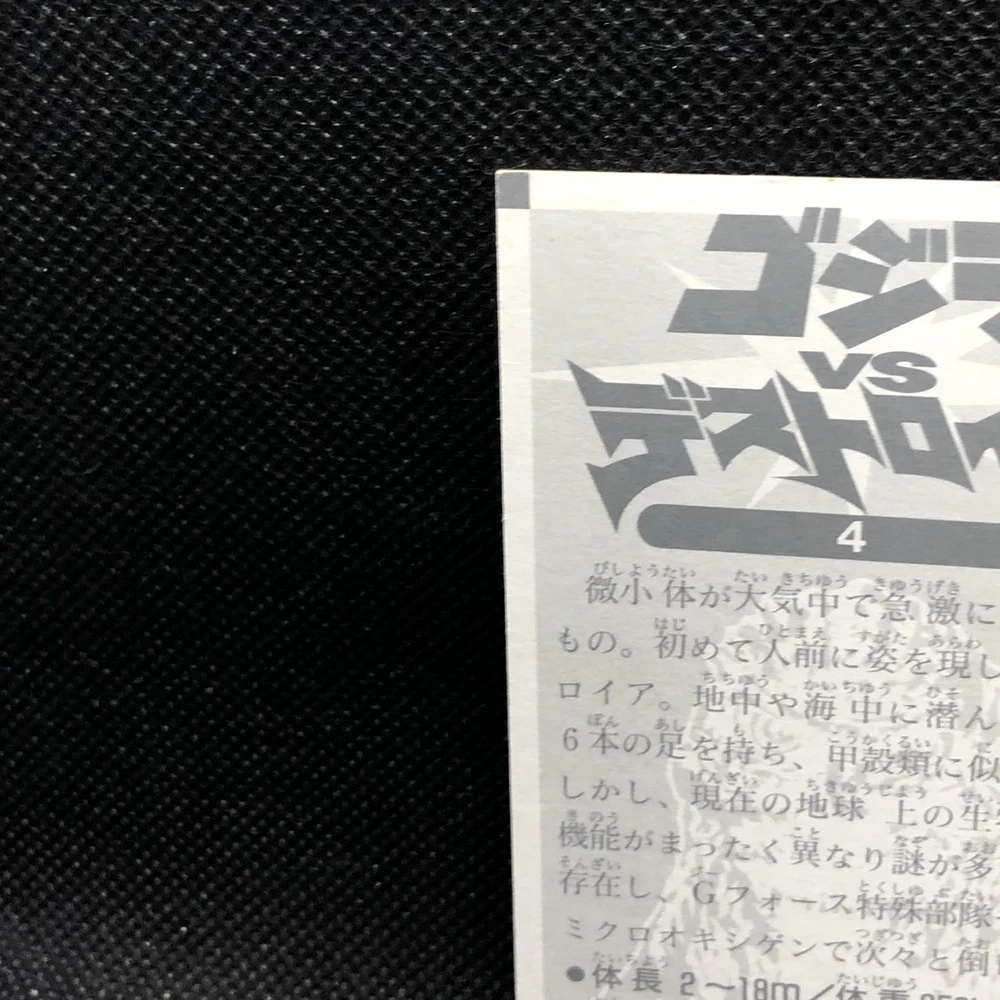 ゴジ
VS
デストロ
4
微小体が大気中で急激に
もの。初めて人前に姿を現し
ロイア。地中や海中に潜ん
6本の足を持ち、甲殻類に似
しかし、現在の地球上の生
機能がまったく異なり謎が多
存在し、Gフォース特殊部隊
ミクロオキシゲンで次々と倒
●体長2〜18m/体